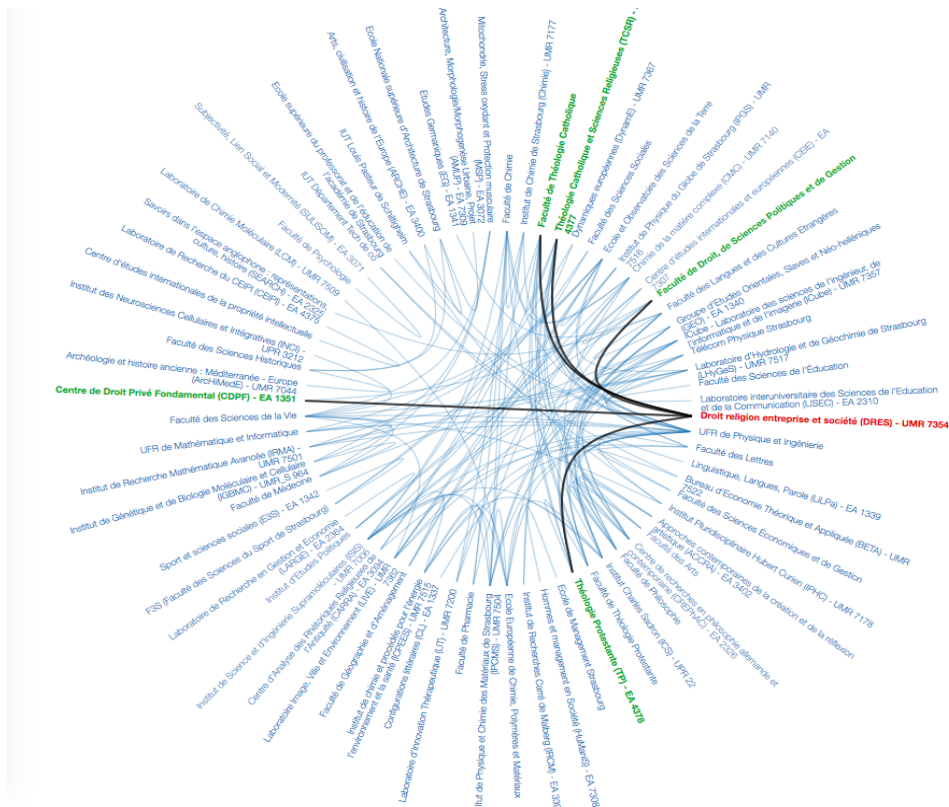 Faculté de Chimie
Institut de Chimie de Strasbourg (Chimie) - UMR 7177
Faculté de Théologie Catholique
Théologie Catholique et Sciences Religieuses (TCSR) -
4377
Dynamiques européennes (DynamE) - UMR 7367
Faculté des Sciences Sociales
Ecole et Observatoire des Sciences de la Terre
Institut de Physique du Globe de Strasbourg (IPGS) - UMR
7516
Chimie de la matière complexe (CMC) - UMR 7140
Centre d'études internationales et européennes (CEIE) - EA
7307
Faculté de Droit, de Sciences Politiques et de Gestion
Faculté des Langues et des Cultures Etrangères
Groupe d'Etudes Orientales, Slaves et Néo-helléniques
(GEO) - EA 1340
ICube - Laboratoire des sciences de l'ingénieur, de
l'informatique et de l'imagerie (ICube) - UMR 7357
Télécom Physique Strasbourg
Laboratoire d'Hydrologie et de Géochimie de Strasbourg
(LHyGeS) - UMR 7517
Faculté des Sciences de l'Éducation
Laboratoire interuniversitaire des Sciences de l'Education
et de la Communication (LISEC) - EA 2310
Droit religion entreprise et société (DRES) - UMR 7354
UFR de Physique et Ingénierie
Faculté des Lettres
Linguistique, Langues, Parole (LiLPa) - EA 1339
Bureau d'Economie Théorique et Appliquée (BETA) - UMR
7522
Faculté des Sciences Économiques et de Gestion
Institut Pluridisciplinaire Hubert Curien (IPHC) - UMR 7178
Approches contemporaines de la création et de la réflexion
artistique (ACCRA) - EA 3402
Faculté des Arts
Centre de recherches en philosophie allemande et
contemporaine (CREPHAC) - EA 2326
Faculté de Philosophie
Institut Charles Sadron (ICS) - UPR 22
Faculté de Théologie Protestante
Théologie Protestante (TP) - EA 4378
Ecole de Management Strasbourg
Hommes et management en Société (HuManiS) - EA 7308
Institut de Recherches Carré de Malberg (IRCM) - EA
Ecole Européenne de Chimie, Polymères et Matériaux
titut de Physique et Chimie des Matériaux de Strasbourg
(IPCMS) - UMR 7504
Faculté de Pharmacie
Laboratoire d'Innovation Thérapeutique (LIT) - UMR 7200
Configurations littéraires (CL) - EA 1337
Institut de chimie et procédés pour l'énergie
l'environnement et la santé (ICPEES) - UMR 7515
Faculté de Géographie et d'Aménagement
Laboratoire Image, Ville et Environnement (LIVE) - UMR
7362
Centre d'Analyse des Rhétoriques Religieuses de
l'Antiquité (CARRA) - EA 3094
Institut de Science et d'Ingénierie Supramoléculaires (ISIS)
- UMR 7006
Institut d'Etudes Politiques
Laboratoire de Recherche en Gestion et Economie
(LARGE) - EA 2364
F3S (Faculté des Sciences du Sport de Strasbourg)
Sport et sciences sociales (E3S) - EA 1342
Faculté de Médecine
Institut de Génétique et de Biologie Moléculaire et Cellulaire
(IGBMC) - UMR_S 964
Institut de Recherche Mathématique Avancée (IRMA) -
UMR 7501
UFR de Mathématique et Informatique
Faculté des Sciences de la Vie
Centre de Droit Privé Fondamental (CDPF) - EA 1351
Archéologie et histoire ancienne : Méditerranée - Europe
(ArcHiMedE) - UMR 7044
Faculté des Sciences Historiques
Institut des Neurosciences Cellulaires et Intégratives (INCI) -
UPR 3212
Centre d'études internationales de la propriété intellectuelle
Laboratoire de Recherche du CEIPI (CEIPI) - EA 4375
Savoirs dans l'espace anglophone : représentations,
culture, histoire (SEARCH) - EA 2325
Laboratoire de Chimie Moléculaire (LCM) - UMR 7509
Subjectivité, Lien Social et Modernité (SULISOM) - EA 3071
Faculté de Psychologie
Ecole supérieure du professorat et de l'éducation de
l'académie de Strasbourg
IUT Département Tech de co
IUT Louis Pasteur de Schiltigheim
Arts, civilisation et histoire de l'Europe (ARCHE) - EA 3400
Ecole Nationale supérieure d'Architecture de Strasbourg
Etudes Germaniques (EG) - EA 1341
Architecture, Morphologie/Morphogenèse Urbaine, Projet
(AMUP) - EA 7309
Mitochondrie, Stress oxydant et Protection musculaire
(MSP) - EA 3072